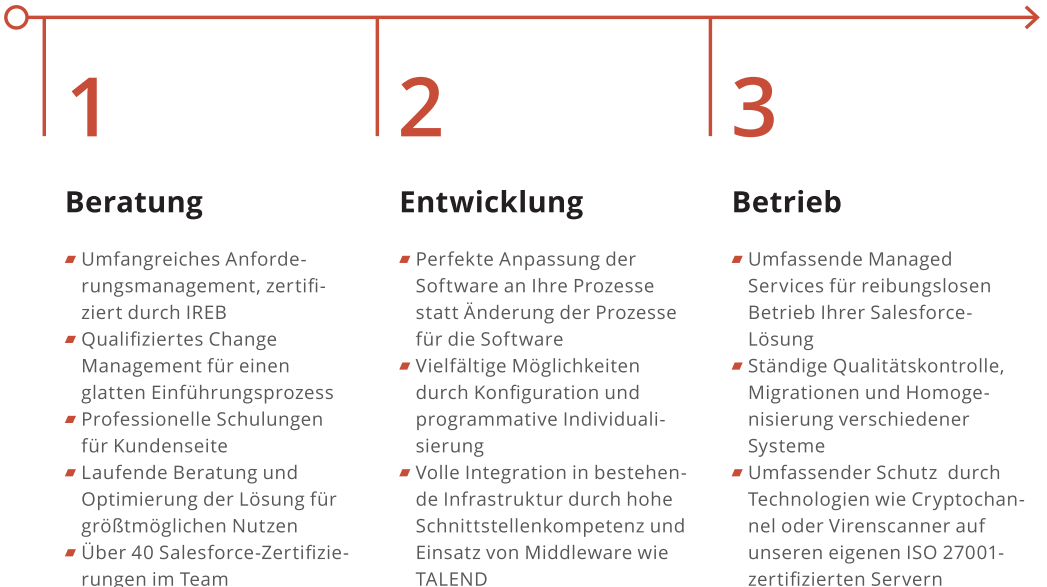 1
Beratung
Umfangreiches Anforde-
rungsmanagement, zertifi-
ziert durch IREB
Qualifiziertes Change
Management für einen
glatten Einführungsprozess
Professionelle Schulungen
für Kundenseite
Laufende Beratung und
Optimierung der Lösung für
größtmöglichen Nutzen
Über 40 Salesforce-Zertifizie-
rungen im Team
2
Entwicklung
Perfekte Anpassung der
Software an Ihre Prozesse
statt Änderung der Prozesse
für die Software
Vielfältige Möglichkeiten
durch Konfiguration und
programmative Individuali-
sierung
Volle Integration in bestehen-
de Infrastruktur durch hohe
Schnittstellenkompetenz und
Einsatz von Middleware wie
TALEND
3
Betrieb
Umfassende Managed
Services für reibungslosen
Betrieb Ihrer Salesforce-
Lösung
Ständige Qualitätskontrolle,
Migrationen und Homoge-
nisierung verschiedener
Systeme
Umfassender Schutz durch
Technologien wie Cryptochan-
nel oder Virenscanner auf
unseren eigenen ISO 27001-
zertifizierten Servern